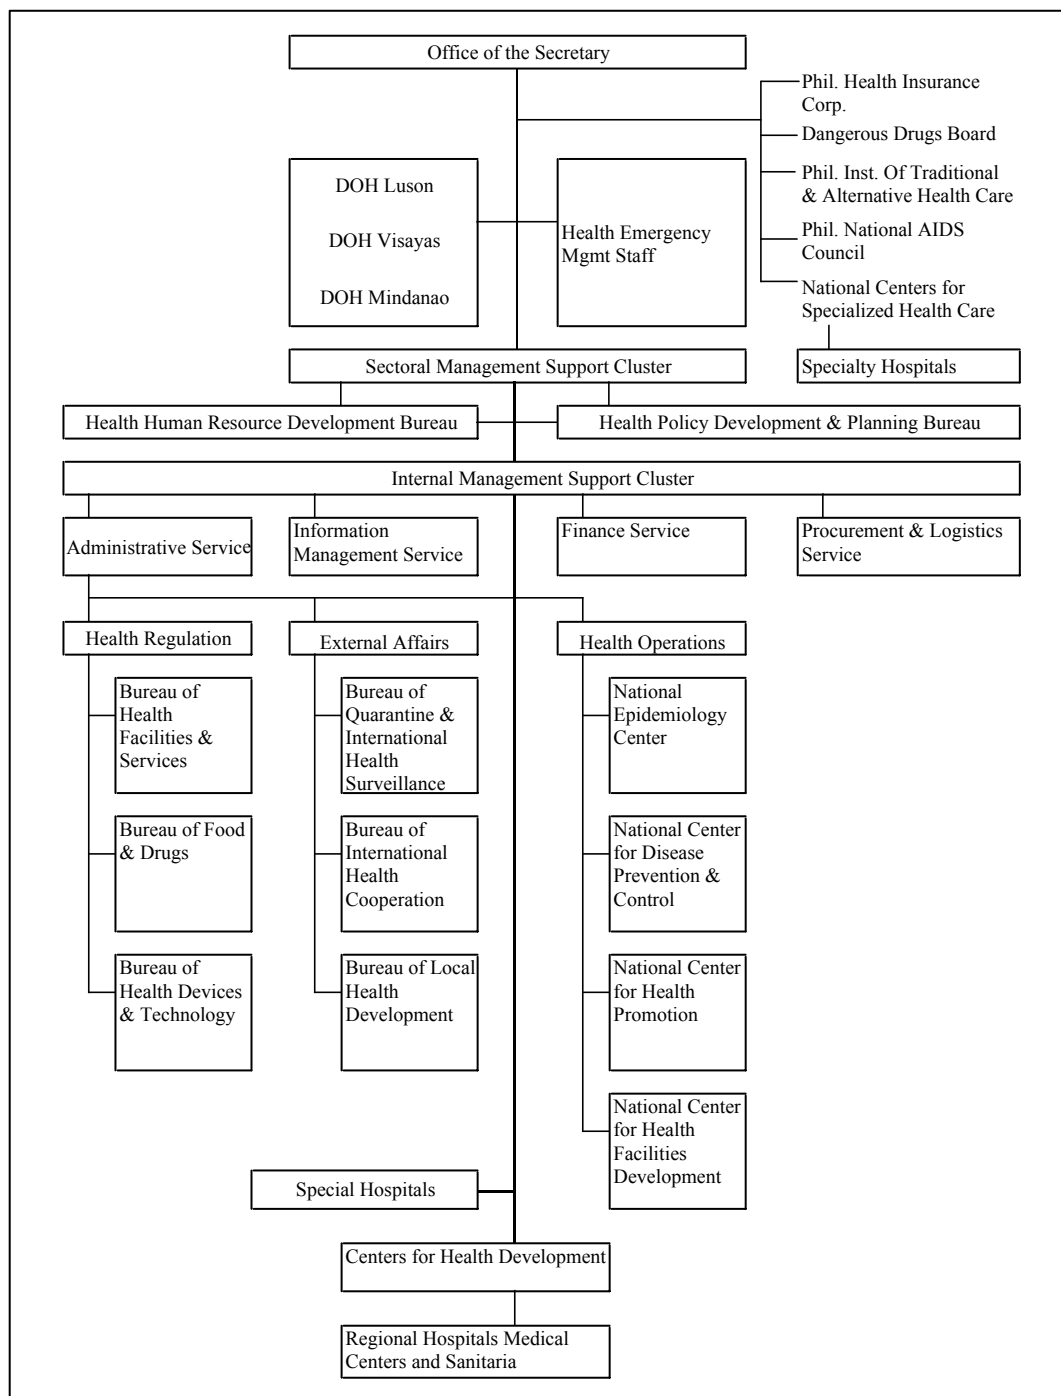 Office of the Secretary
Phil. Health Insurance
Corp.
Dangerous Drugs Board
Phil. Inst. Of Traditional
& Alternative Health Care
Phil. National AIDS
Council
National Centers for
Specialized Health Care
Specialty Hospitals
DOH Luson
DOH Visayas
DOH Mindanao
Health Emergency
Mgmt Staff
Sectoral Management Support Cluster
Health Human Resource Development Bureau
Health Policy Development & Planning Bureau
Internal Management Support Cluster
Administrative Service
Information
Management Service
Finance Service
Procurement & Logistics
Service
Health Regulation
External Affairs
Health Operations
Bureau of
Health
Facilities &
Services
Bureau of
Quarantine &
International
Health
Surveillance
National
Epidemiology
Center
Bureau of Food
& Drugs
Bureau of
International
Health
Cooperation
National Center
for Disease
Prevention &
Control
Bureau of
Health Devices
& Technology
Bureau of Local
Health
Development
National Center
for Health
Promotion
National Center
for Health
Facilities
Development
Special Hospitals
Centers for Health Development
Regional Hospitals Medical
Centers and Sanitaria